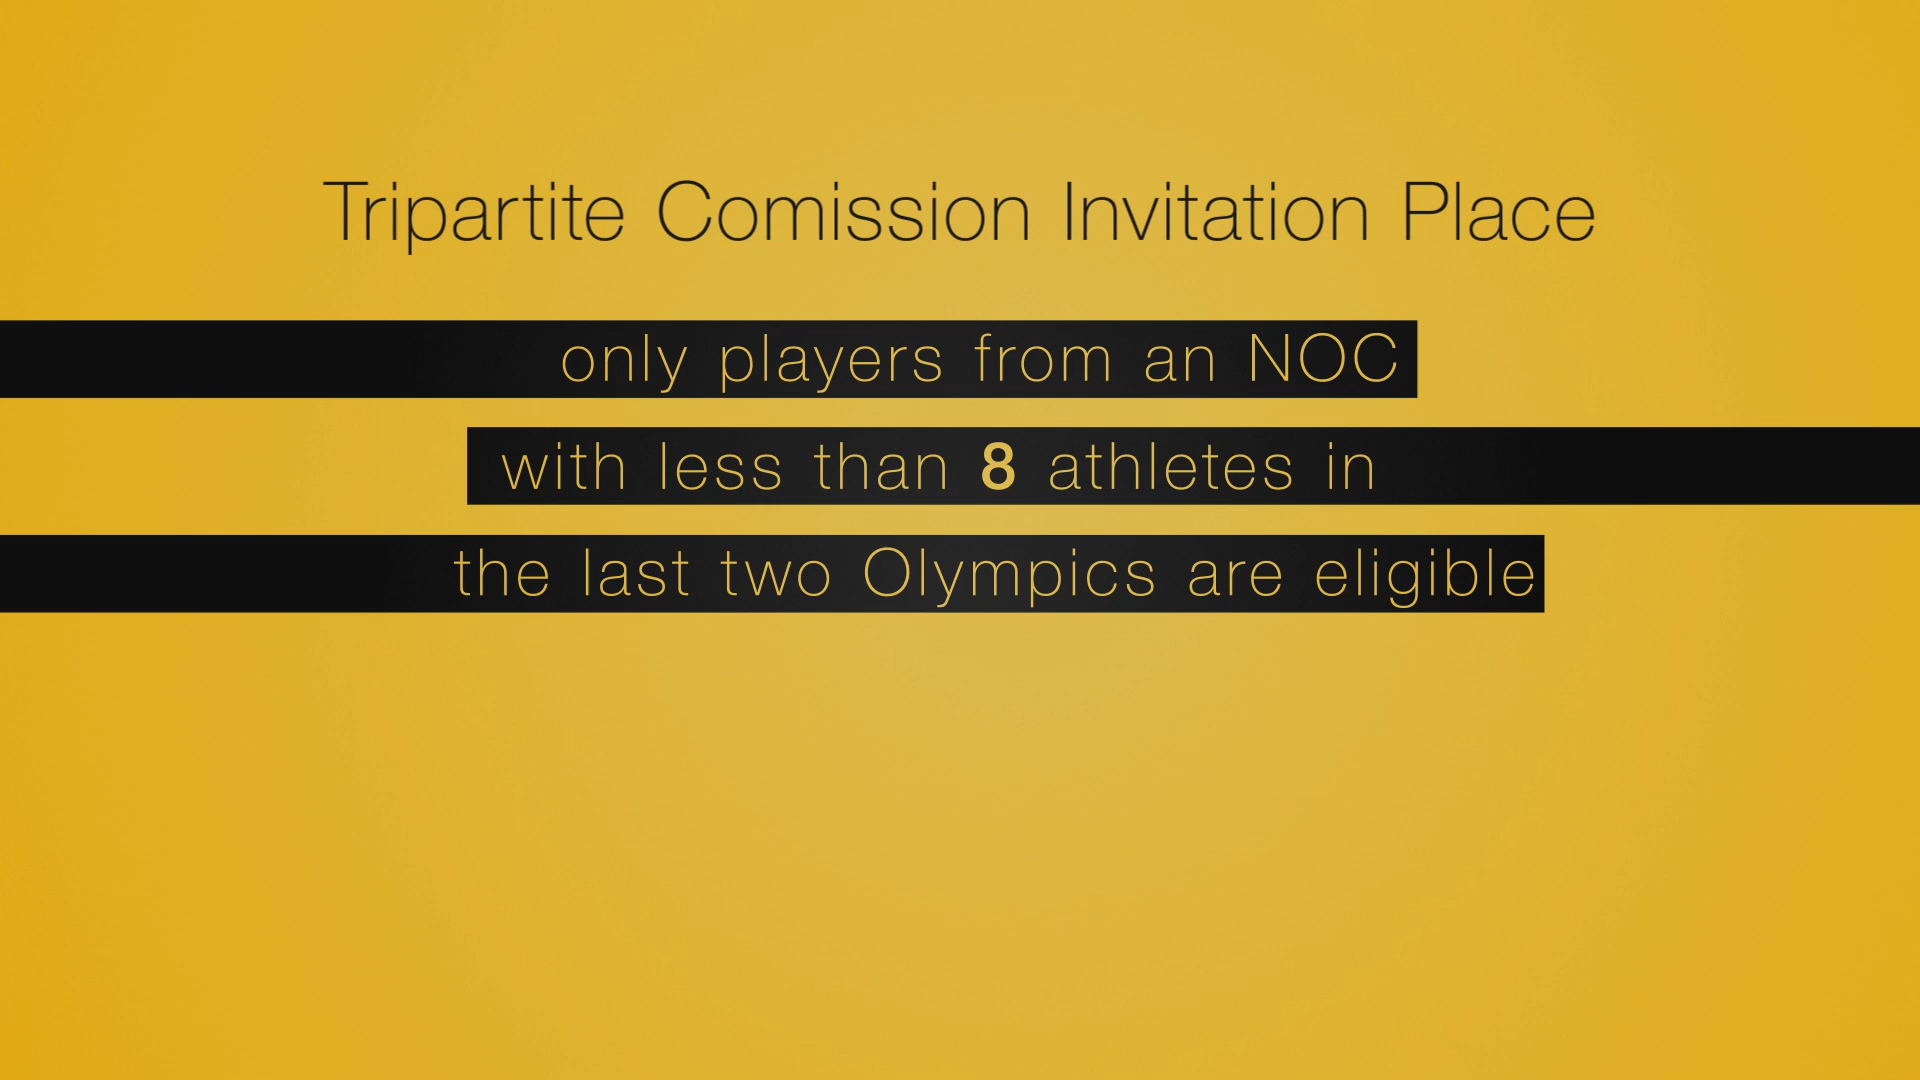 Tripartite Comission Invitation Place
only players from an NOC
with less than 8 athletes in
the last two Olympics are eligible